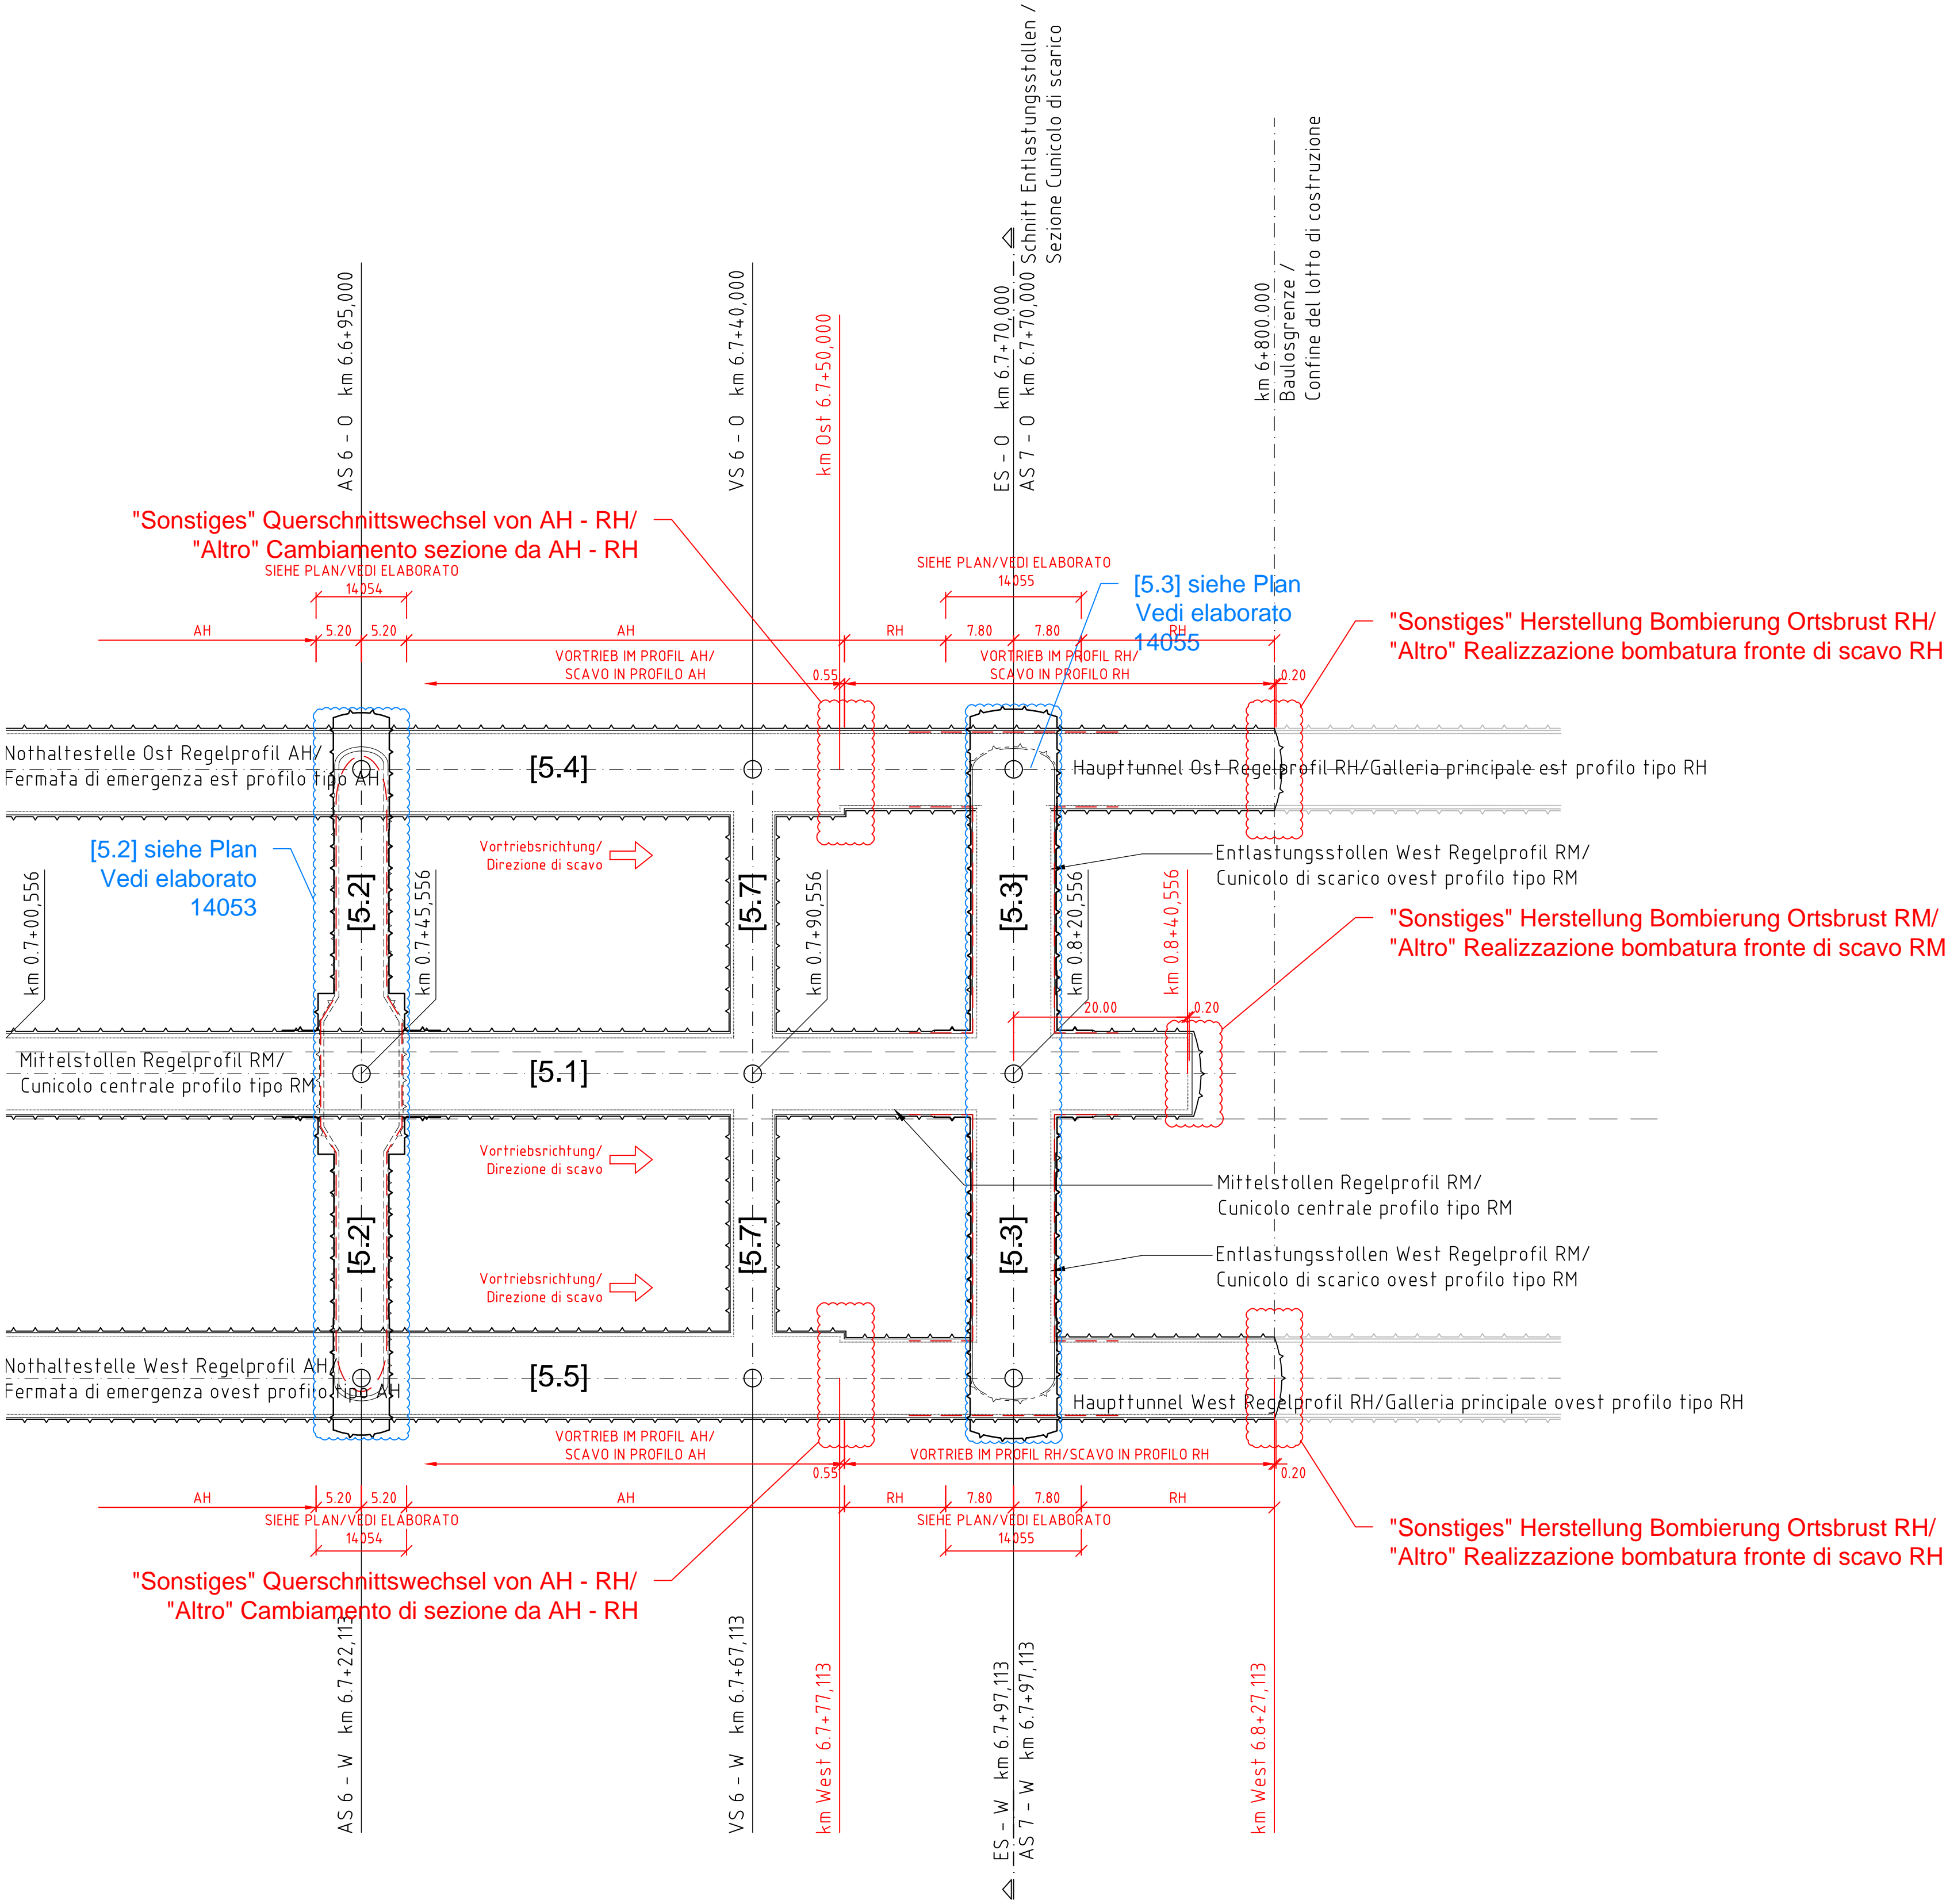 Schnitt Entlastungsstollen /
Sezione Cunicolo di scarico
AS 6 - O   km 6.6+95,000
VS 6 - O   km 6.7+40,000
km Ost 6.7+50,000
ES - O   km 6.7+70,000
AS 7 - O   km 6.7+70,000
km 6+800.000
Baulosgrenze /
Confine del lotto di costruzione
"Sonstiges" Querschnittswechsel von AH - RH/
"Altro" Cambiamento sezione da AH - RH
SIEHE PLAN/VEDI ELABORATO
14054
SIEHE PLAN/VEDI ELABORATO
14055
[5.3] siehe Plan
Vedi elaborato
14055
"Sonstiges" Herstellung Bombierung Ortsbrust RH/
"Altro" Realizzazione bombatura fronte di scavo RH
AH
5.20
5.20
AH
RH
7.80
7.80
RH
VORTRIEB IM PROFIL AH/
SCAVO IN PROFILO AH
0.55
VORTRIEB IM PROFIL RH/
SCAVO IN PROFILO RH
0.20
Nothaltestelle Ost Regelprofil AH/
Fermata di emergenza est profilo tipo AH
[5.4]
Haupttunnel Ost Regelprofil RH/Galleria principale est profilo tipo RH
[5.2] siehe Plan
Vedi elaborato
14053
Vortriebsrichtung/
Direzione di scavo
Entlastungsstollen West Regelprofil RM/
Cunicolo di scarico ovest profilo tipo RM
[5.2]
[5.7]
[5.3]
km 0.7+00,556
km 0.7+45,556
km 0.7+90,556
km 0.8+20,556
km 0.8+40,556
"Sonstiges" Herstellung Bombierung Ortsbrust RM/
"Altro" Realizzazione bombatura fronte di scavo RM
20.00
0.20
Mittelstollen Regelprofil RM/
Cunicolo centrale profilo tipo RM
[5.1]
Vortriebsrichtung/
Direzione di scavo
Mittelstollen Regelprofil RM/
Cunicolo centrale profilo tipo RM
[5.2]
[5.7]
[5.3]
Entlastungsstollen West Regelprofil RM/
Cunicolo di scarico ovest profilo tipo RM
Vortriebsrichtung/
Direzione di scavo
Nothaltestelle West Regelprofil AH/
Fermata di emergenza ovest profilo tipo AH
[5.5]
Haupttunnel West Regelprofil RH/Galleria principale ovest profilo tipo RH
VORTRIEB IM PROFIL AH/
SCAVO IN PROFILO AH
0.55
VORTRIEB IM PROFIL RH/SCAVO IN PROFILO RH
0.20
AH
5.20
5.20
AH
RH
7.80
7.80
RH
SIEHE PLAN/VEDI ELABORATO
14054
SIEHE PLAN/VEDI ELABORATO
14055
"Sonstiges" Herstellung Bombierung Ortsbrust RH/
"Altro" Realizzazione bombatura fronte di scavo RH
"Sonstiges" Querschnittswechsel von AH - RH/
"Altro" Cambiamento di sezione da AH - RH
AS 6 - W   km 6.7+22,113
VS 6 - W   km 6.7+67,113
km West 6.7+77,113
ES - W   km 6.7+97,113
AS 7 - W   km 6.7+97,113
km West 6.8+27,113